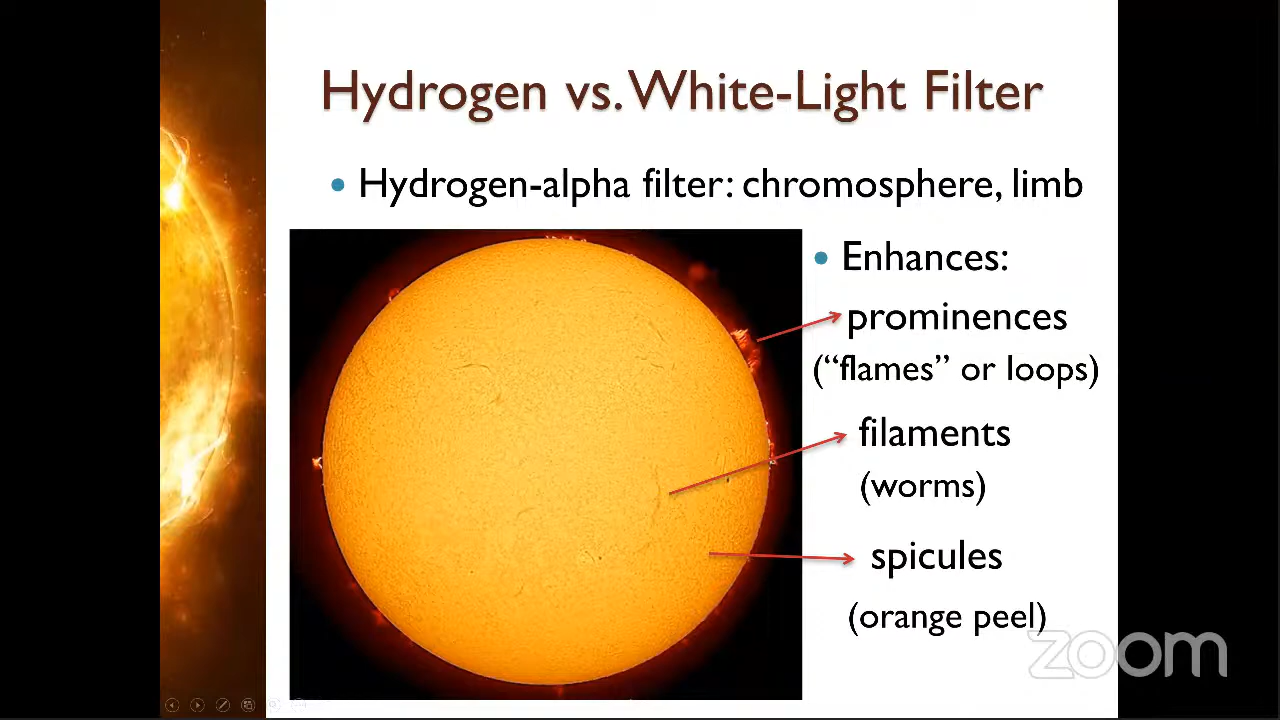 Hydrogen vs. White-Light Filter
• Hydrogen-alpha filter: chromosphere, limb
• Enhances:
prominences
(“flames” or loops)
filaments
(worms)
spicules
(orange peel)
zoom